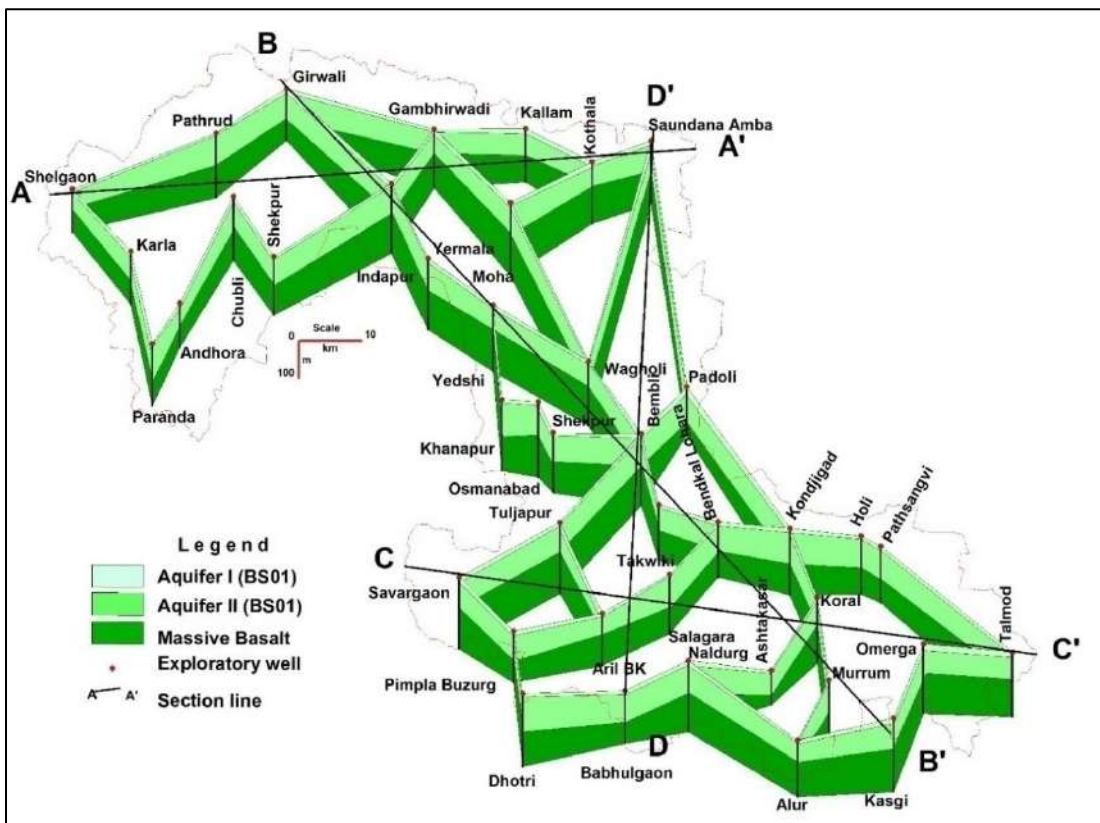 B
Girwali
D'
Gambhirwadi
Kallam
Kothala
Saundana Amba
A'
Pathrud
Shelgaon
A
Shekpur
Karla
Yermala
Moha
Indapur
Chubli
Scale
0
10
km
m
100
Andhora
Paranda
Wagholi
Bembli
Padoli
Yedshi
Shekpur
Khanapur
Bendkal Lohara
Kondjigad
Holi
Pathsangvi
Osmanabad
Tuljapur
Legend
Aquifer I (BS01)
Aquifer II (BS01)
Massive Basalt
Exploratory well
A A' Section line
C
Savargaon
Takwiki
Ashtakasar
Koral
Talmod
C'
Salagara
Naldurg
Omerga
Aril BK
Murrum
Pimpla Buzurg
D
B'
Dhotri
Babhulgaon
Alur
Kasgi